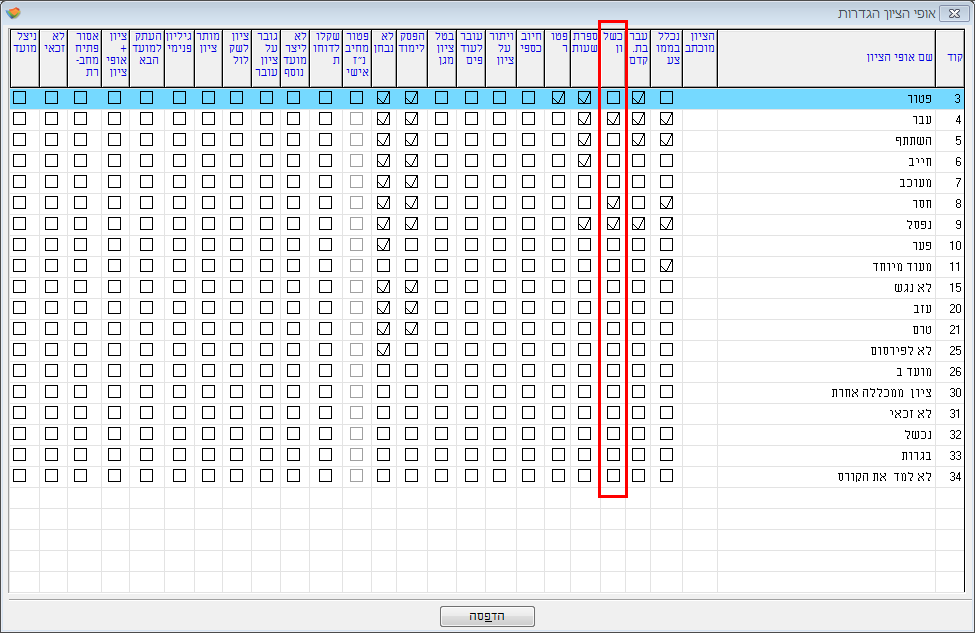 אופי הציון הגדרות
קוד
שם אופי הציון
הציון מוכתב
נכלל בממו צע
עבר בת. קדם
כשל ון
ספרת שעות
פטו ר
חיוב כספי
ויתור על ציון
עובר לעוד פים
בטל ציון מגן
הפסק לימוד
לא נבחן
פטור מחיב נ"ז אישי
שקלו לדוחו ת
לא ליצר מועד נוסף
גובר על ציון עובר
ציון לשק לול
מותר ציון
גיליון פנימי
העתק למועד הבא
ציון + אופי ציון
אסור פתיח מחב- רת
לא זכאי
ניצל מועד
3 פטור
4 עבר
5 השתתף
6 חייב
7 מעוכב
8 חסר
9 נפסל
10 פער
11 מעוד מיוחד
15 לא נגש
20 עזב
21 טרם
25 לא לפירסום
26 מועד ב
30 ציון ממכללה אחרת
31 לא זכאי
32 נכשל
33 בגרות
34 לא למד את הקורס
הדפסה